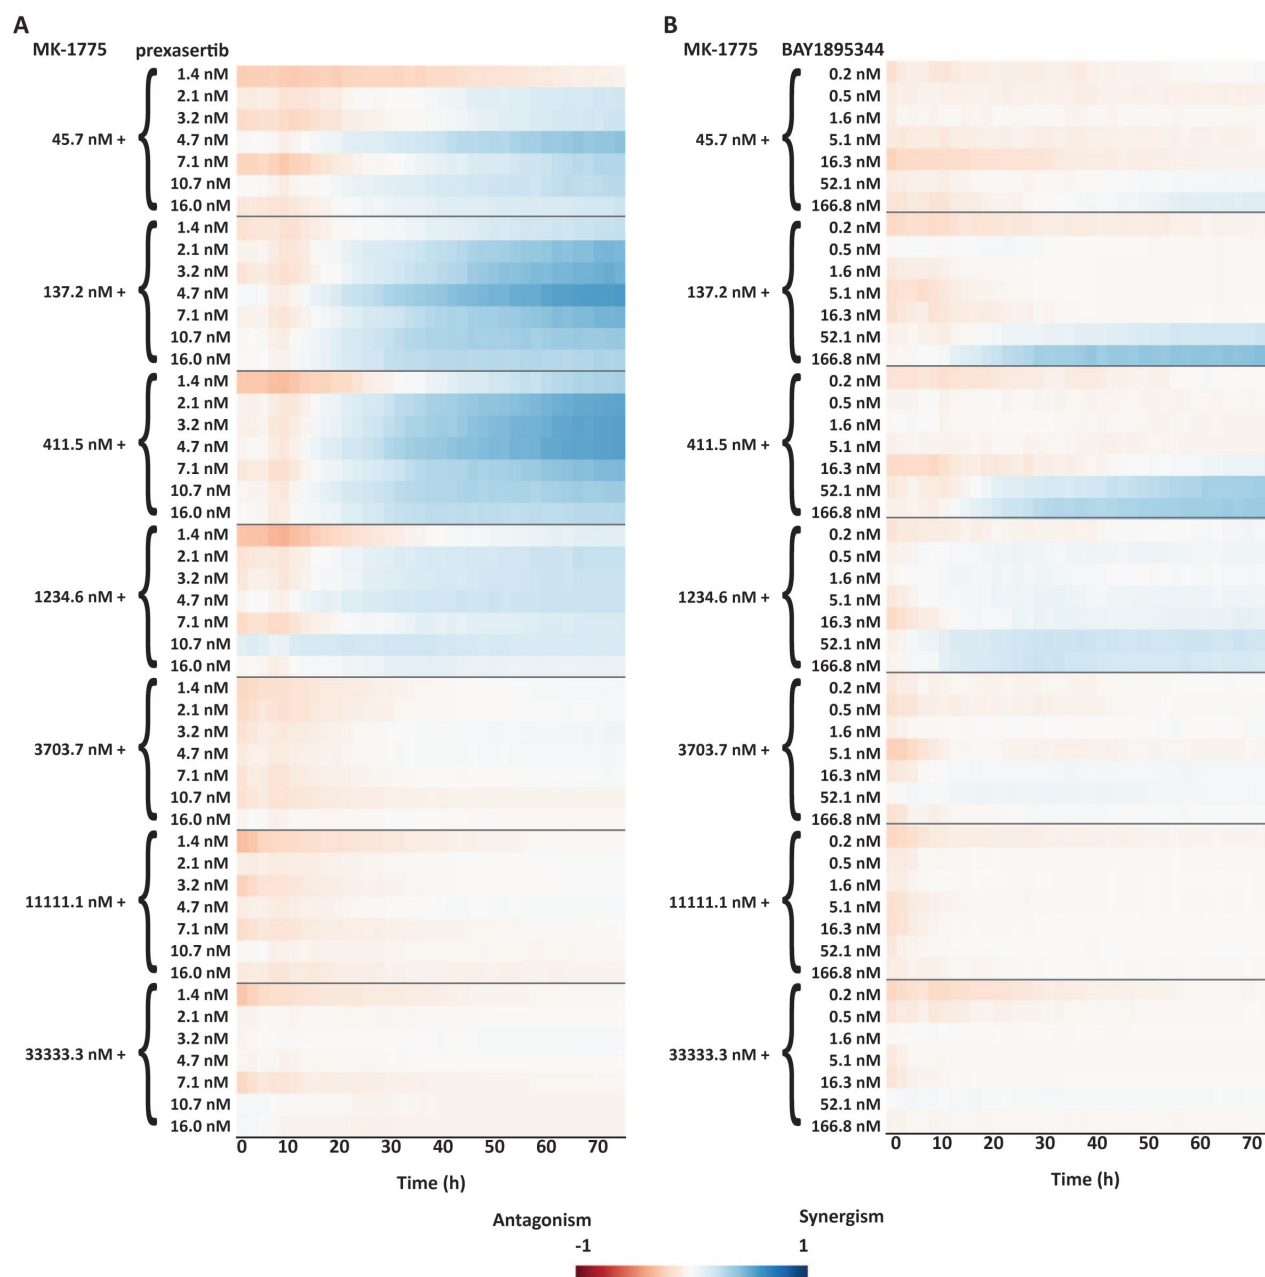 A
MK-1775 prexasertib
45.7 nM +
1.4 nM
2.1 nM
3.2 nM
4.7 nM
7.1 nM
10.7 nM
16.0 nM
137.2 nM +
1.4 nM
2.1 nM
3.2 nM
4.7 nM
7.1 nM
10.7 nM
16.0 nM
411.5 nM +
1.4 nM
2.1 nM
3.2 nM
4.7 nM
7.1 nM
10.7 nM
16.0 nM
1234.6 nM +
1.4 nM
2.1 nM
3.2 nM
4.7 nM
7.1 nM
10.7 nM
16.0 nM
3703.7 nM +
1.4 nM
2.1 nM
3.2 nM
4.7 nM
7.1 nM
10.7 nM
16.0 nM
11111.1 nM +
1.4 nM
2.1 nM
3.2 nM
4.7 nM
7.1 nM
10.7 nM
16.0 nM
33333.3 nM +
1.4 nM
2.1 nM
3.2 nM
4.7 nM
7.1 nM
10.7 nM
16.0 nM
0 10 20 30 40 50 60 70
Time (h)
B
MK-1775 BAY1895344
45.7 nM +
0.2 nM
0.5 nM
1.6 nM
5.1 nM
16.3 nM
52.1 nM
166.8 nM
137.2 nM +
0.2 nM
0.5 nM
1.6 nM
5.1 nM
16.3 nM
52.1 nM
166.8 nM
411.5 nM +
0.2 nM
0.5 nM
1.6 nM
5.1 nM
16.3 nM
52.1 nM
166.8 nM
1234.6 nM +
0.2 nM
0.5 nM
1.6 nM
5.1 nM
16.3 nM
52.1 nM
166.8 nM
3703.7 nM +
0.2 nM
0.5 nM
1.6 nM
5.1 nM
16.3 nM
52.1 nM
166.8 nM
11111.1 nM +
0.2 nM
0.5 nM
1.6 nM
5.1 nM
16.3 nM
52.1 nM
166.8 nM
33333.3 nM +
0.2 nM
0.5 nM
1.6 nM
5.1 nM
16.3 nM
52.1 nM
166.8 nM
0 10 20 30 40 50 60 70
Time (h)
Antagonism Synergism
-1 1